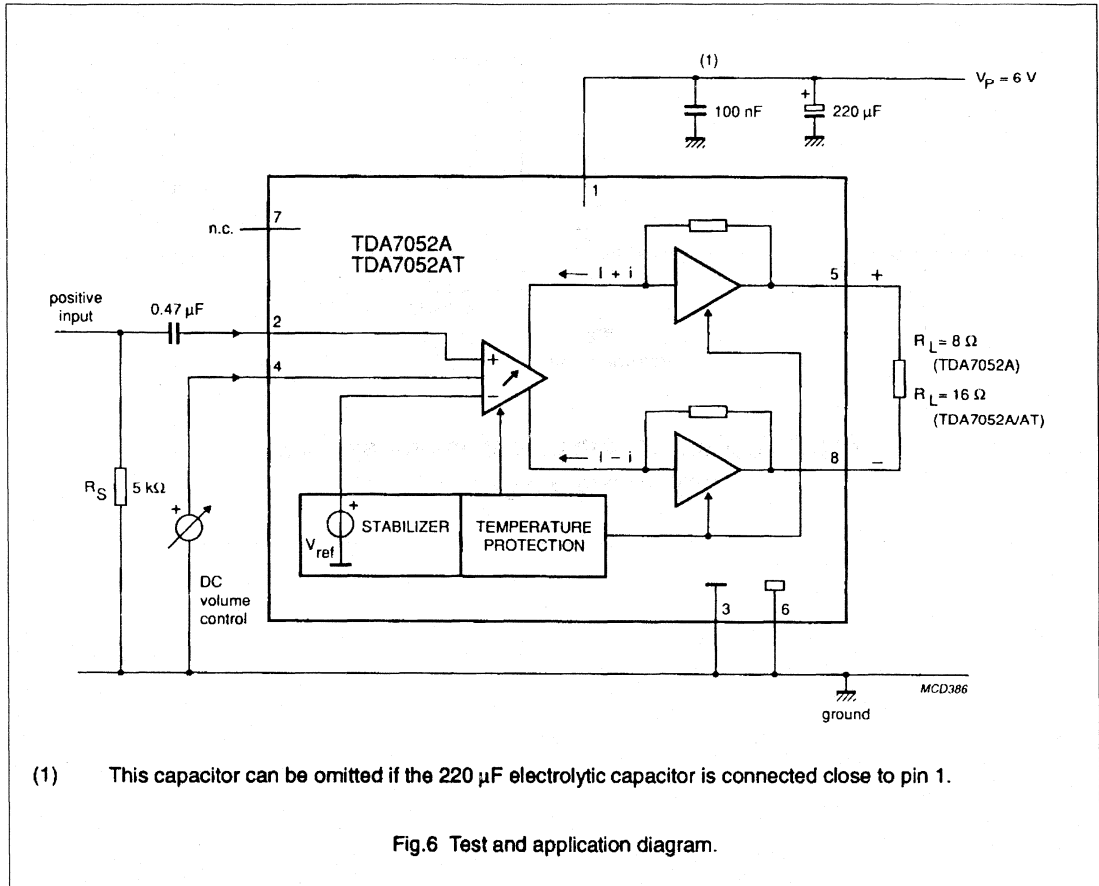 (1)
V_P = 6 V
100 nF
+
220 µF
1
7
n.c.
TDA7052A
TDA7052AT
I + i
5
+
positive
input
0.47 µF
2
4
+
−
R_L = 8 Ω
(TDA7052A)
R_L = 16 Ω
(TDA7052A/AT)
I − i
8
−
R_S
5 kΩ
+
DC
volume
control
+
V_ref
STABILIZER
TEMPERATURE
PROTECTION
3
6
MCD386
ground
(1) This capacitor can be omitted if the 220 µF electrolytic capacitor is connected close to pin 1.
Fig.6 Test and application diagram.